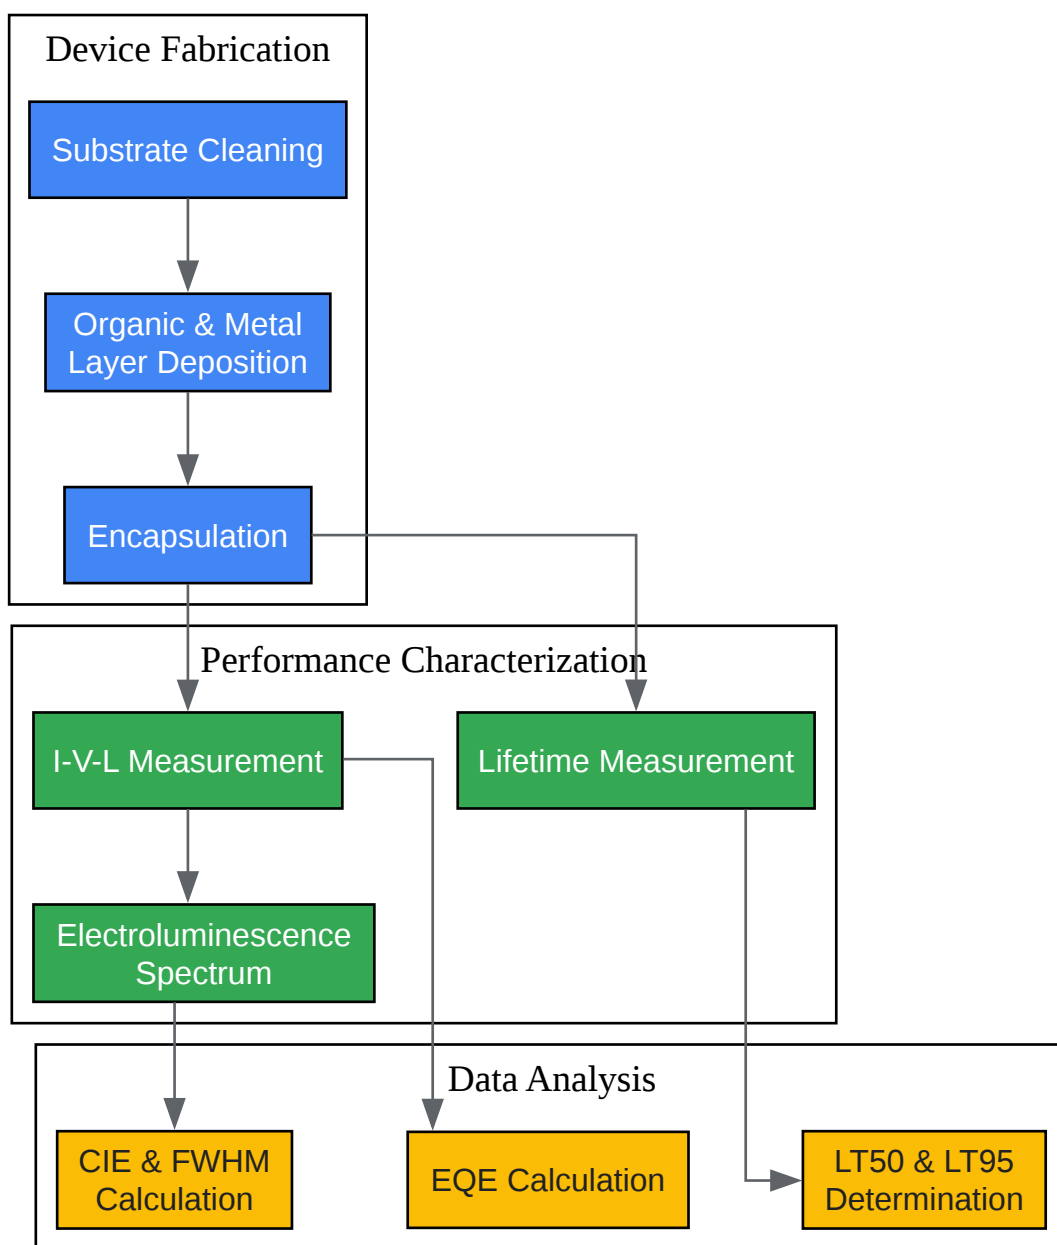 Device Fabrication
Substrate Cleaning
Organic & Metal
Layer Deposition
Encapsulation
Performance Characterization
I-V-L Measurement
Lifetime Measurement
Electroluminescence
Spectrum
Data Analysis
CIE & FWHM
Calculation
EQE Calculation
LT50 & LT95
Determination